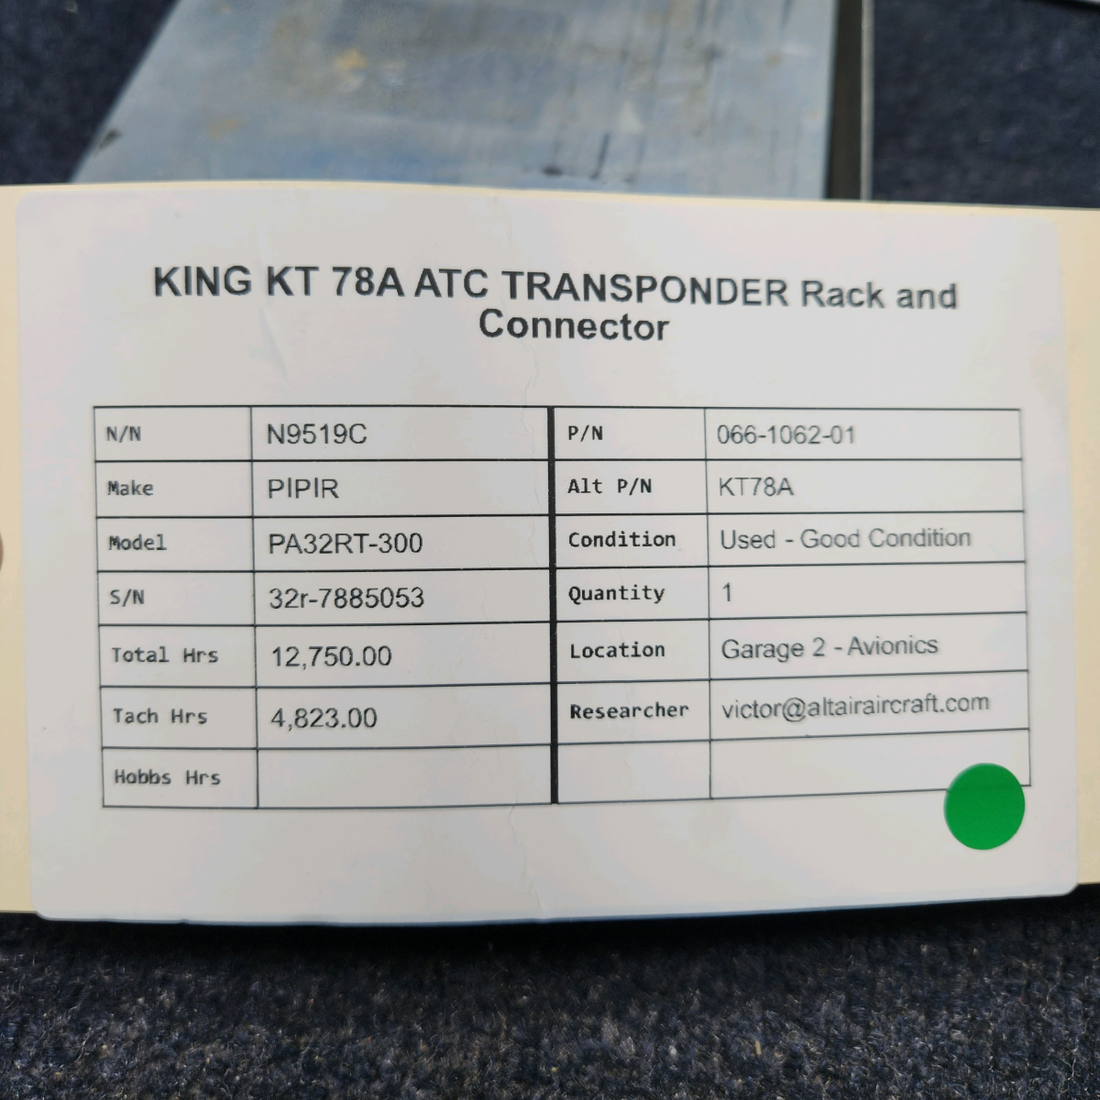 KING KT 78A ATC TRANSPONDER Rack and
Connector
N/N N9519C P/N 066-1062-01
Make PIPIR Alt P/N KT78A
Model PA32RT-300 Condition Used - Good Condition
S/N 32r-7885053 Quantity 1
Total Hrs 12,750.00 Location Garage 2 - Avionics
Tach Hrs 4,823.00 Researcher victor@altairaircraft.com
Hobbs Hrs